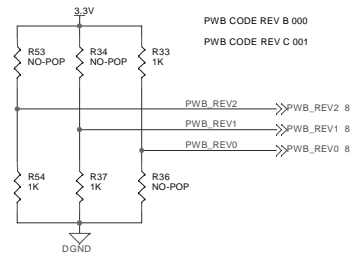 3.3V
PWB CODE REV B 000
PWB CODE REV C 001
R53
NO-POP
R34
NO-POP
R33
1K
PWB_REV2
PWB_REV2 8
PWB_REV1
PWB_REV1 8
PWB_REV0
PWB_REV0 8
R54
1K
R37
1K
R36
NO-POP
DGND